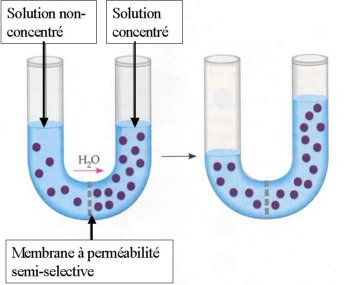 Solution non-
concentré
Solution
concentré
H₂O
Membrane à perméabilité
semi-selective